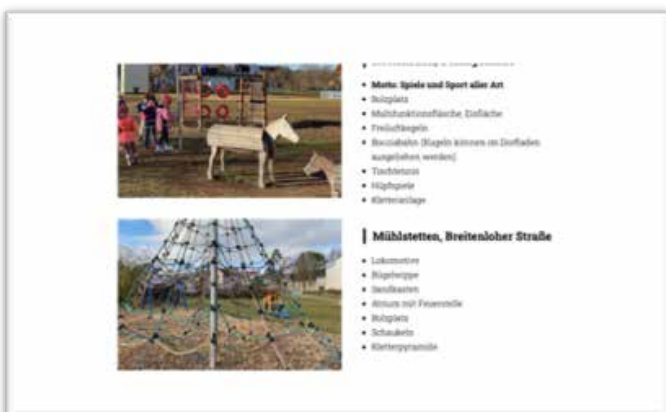 Motto: Spiele und Sport aller Art
Bolzplatz
Multifunktionsfläche, Eisfläche
Freiluftkegeln
Bocciabahn (Kugeln können im Dorfladen
ausgeliehen werden)
Tischtennis
Hüpfspiele
Kletteranlage
Mühlstetten, Breitenloher Straße
Lokomotive
Bügelwippe
Sandkasten
Atrium mit Feuerstelle
Bolzplatz
Schaukeln
Kletterpyramide